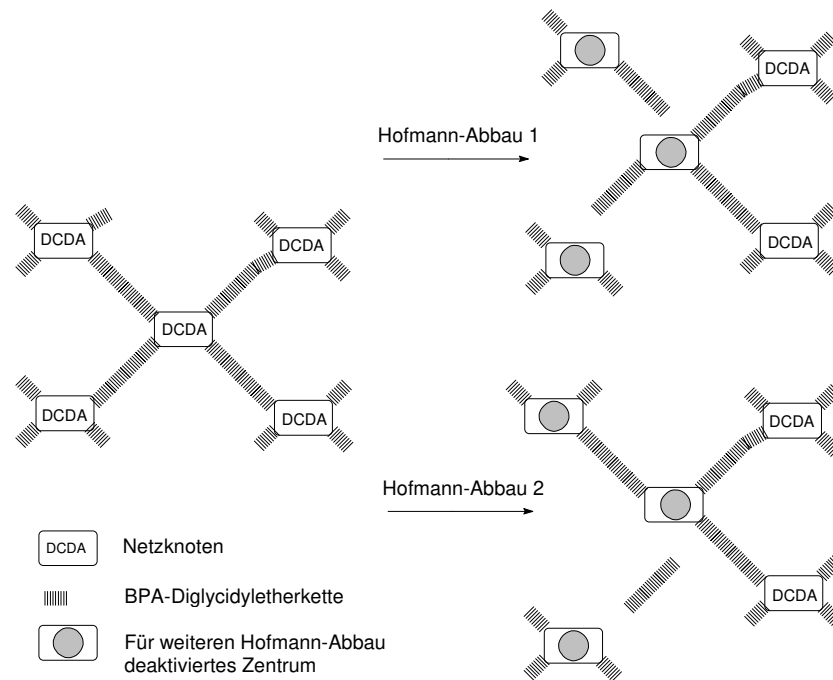 Hofmann-Abbau 1
DCDA
DCDA
DCDA
DCDA
DCDA
DCDA
DCDA
Hofmann-Abbau 2
DCDA
DCDA
DCDA Netzknoten
BPA-Diglycidyletherkette
Für weiteren Hofmann-Abbau
deaktiviertes Zentrum